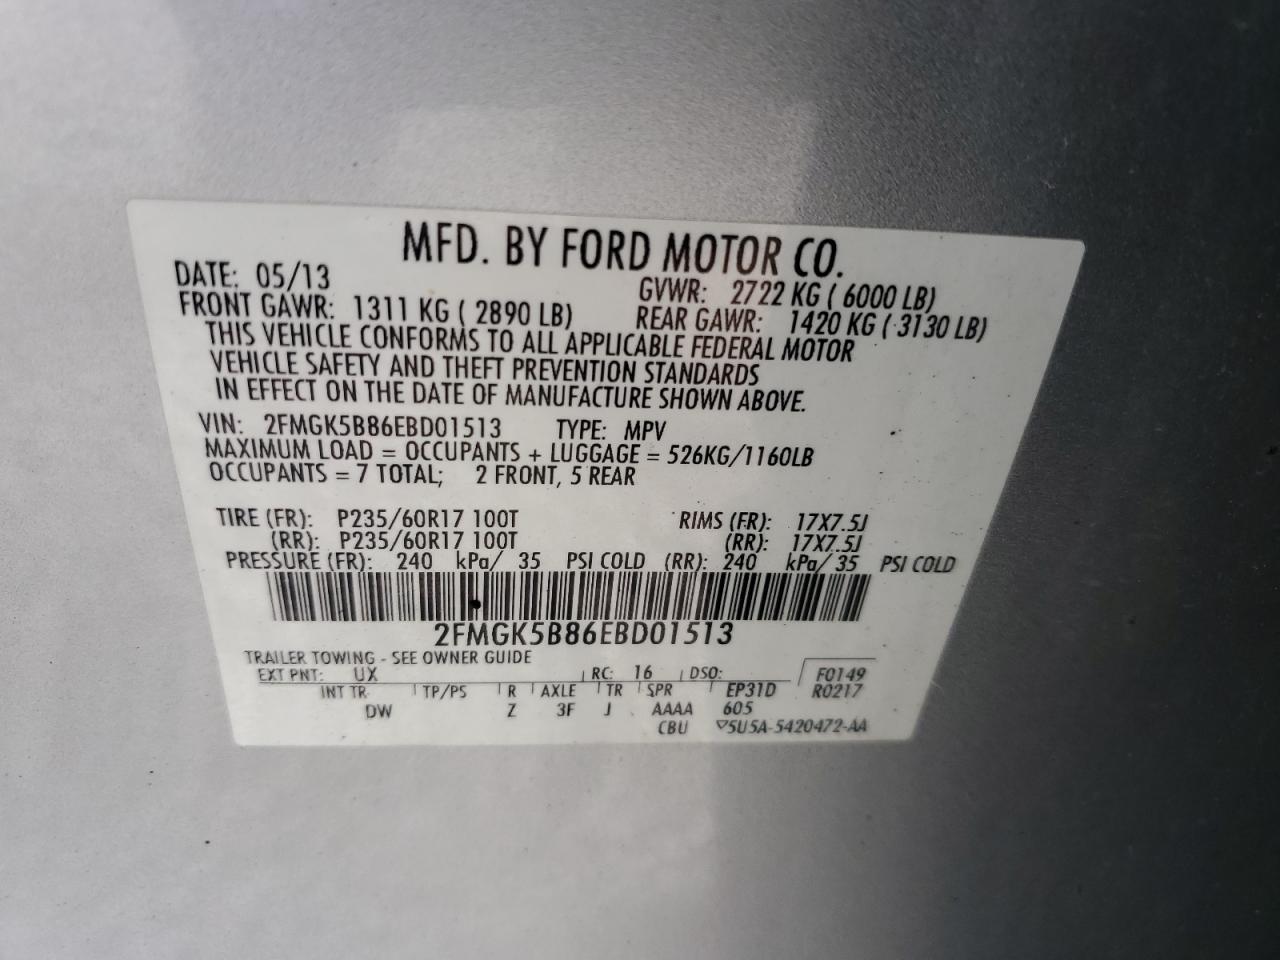 MFD. BY FORD MOTOR CO.
DATE: 05/13 GVWR: 2722 KG ( 6000 LB)
FRONT GAWR: 1311 KG ( 2890 LB) REAR GAWR: 1420 KG ( 3130 LB)
THIS VEHICLE CONFORMS TO ALL APPLICABLE FEDERAL MOTOR
VEHICLE SAFETY AND THEFT PREVENTION STANDARDS
IN EFFECT ON THE DATE OF MANUFACTURE SHOWN ABOVE.
VIN: 2FMGK5B86EBD01513 TYPE: MPV
MAXIMUM LOAD = OCCUPANTS + LUGGAGE = 526KG/1160LB
OCCUPANTS = 7 TOTAL; 2 FRONT, 5 REAR
TIRE (FR): P235/60R17 100T RIMS (FR): 17X7.5J
(RR): P235/60R17 100T (RR): 17X7.5J
PRESSURE (FR): 240 kPa/ 35 PSI COLD (RR): 240 kPa/ 35 PSI COLD
2FMGK5B86EBD01513
TRAILER TOWING - SEE OWNER GUIDE
EXT PNT: UX RC: 16 DSO: F0149
INT TR TP/PS R AXLE TR SPR EP31D R0217
DW Z 3F J AAAA 605
CBU ▽5U5A-5420472-AA